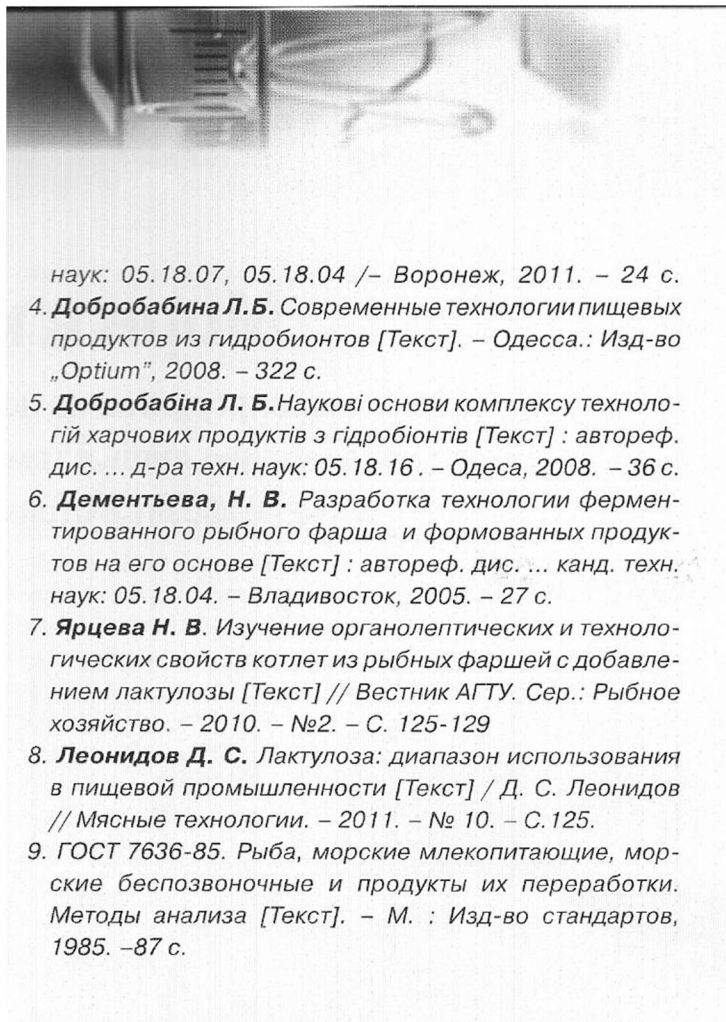 наук: 05.18.07, 05.18.04 /– Воронеж, 2011. – 24 с.
4. Добробабина Л.Б. Современные технологии пищевых
продуктов из гидробионтов [Текст]. – Одесса.: Изд-во
„Optium”, 2008. – 322 с.
5. Добробабіна Л. Б.Наукові основи комплексу техноло-
гій харчових продуктів з гідробіонтів [Текст] : автореф.
дис. ... д-ра техн. наук: 05.18.16 . – Одеса, 2008. – 36 с.
6. Дементьева, Н. В. Разработка технологии фермен-
тированного рыбного фарша и формованных продук-
тов на его основе [Текст] : автореф. дис. ... канд. техн.
наук: 05.18.04. – Владивосток, 2005. – 27 с.
7. Ярцева Н. В. Изучение органолептических и техноло-
гических свойств котлет из рыбных фаршей с добавле-
нием лактулозы [Текст] // Вестник АГТУ. Сер.: Рыбное
хозяйство. – 2010. – №2. – С. 125-129
8. Леонидов Д. С. Лактулоза: диапазон использования
в пищевой промышленности [Текст] / Д. С. Леонидов
// Мясные технологии. – 2011. – № 10. – С.125.
9. ГОСТ 7636-85. Рыба, морские млекопитающие, мор-
ские беспозвоночные и продукты их переработки.
Методы анализа [Текст]. – М. : Изд-во стандартов,
1985. –87 с.